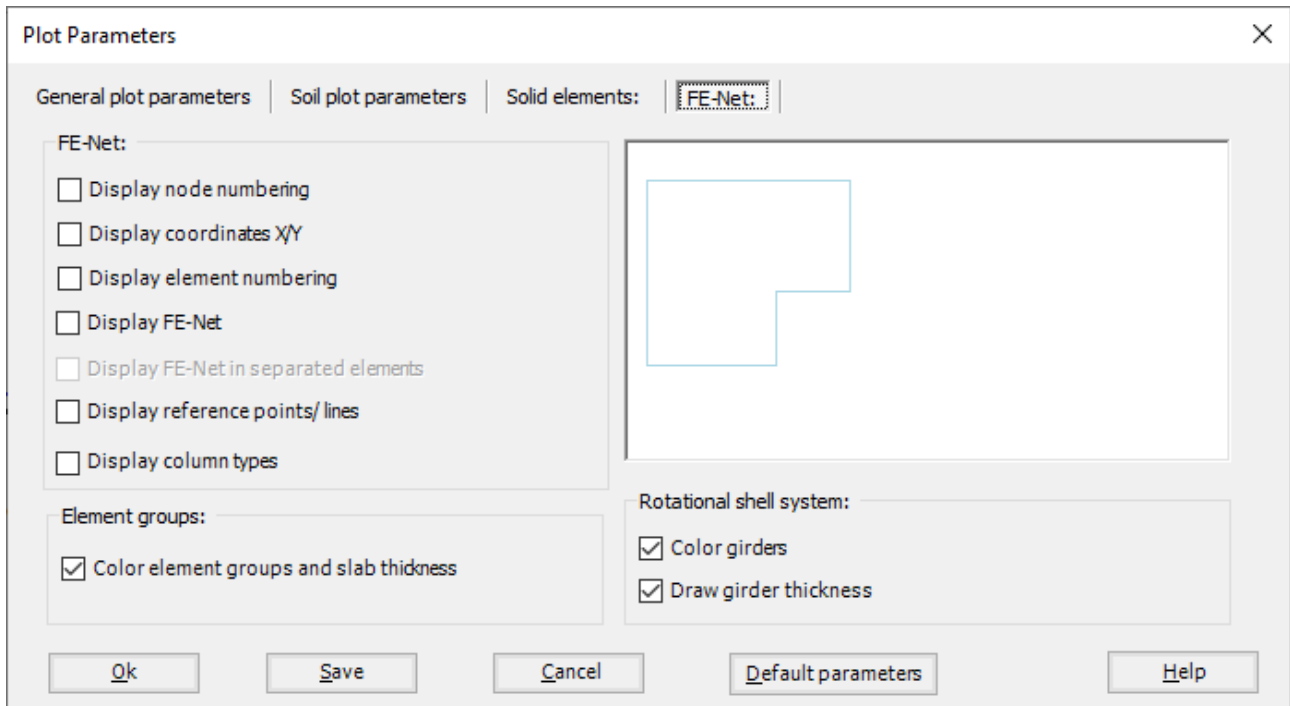 Plot Parameters
General plot parameters
Soil plot parameters
Solid elements:
FE-Net:
FE-Net:
Display node numbering
Display coordinates X/Y
Display element numbering
Display FE-Net
Display FE-Net in separated elements
Display reference points/ lines
Display column types
Element groups:
Color element groups and slab thickness
Rotational shell system:
Color girders
Draw girder thickness
Ok
Save
Cancel
Default parameters
Help